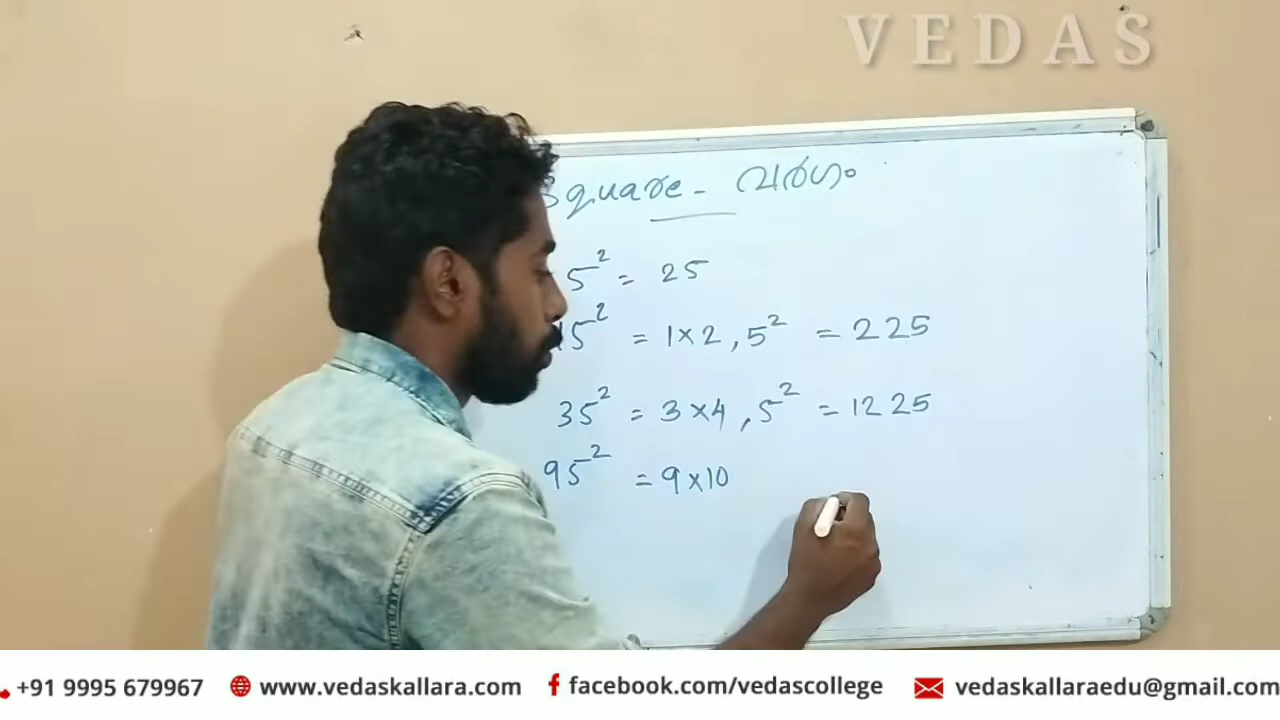 VEDAS
Square - വർഗം
5² = 25
15² = 1×2, 5² = 225
35² = 3×4, 5² = 1225
95² = 9×10
+91 9995 679967 www.vedaskallara.com facebook.com/vedascollege vedaskallaraedu@gmail.com